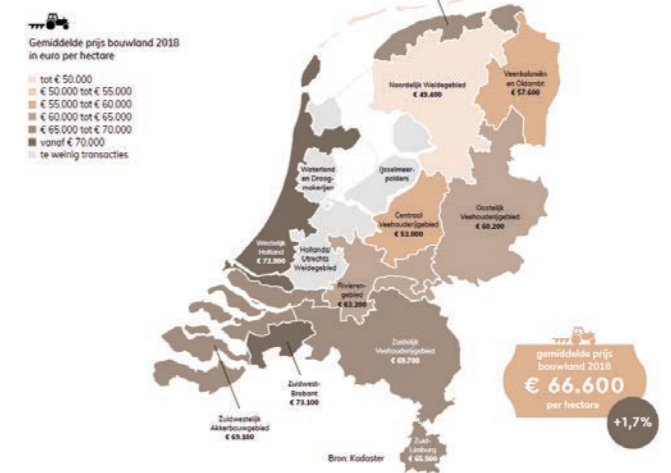 Gemiddelde prijs bouwland 2018
in euro per hectare
tot € 50.000
€ 50.000 tot € 55.000
€ 55.000 tot € 60.000
€ 60.000 tot € 65.000
€ 65.000 tot € 70.000
vanaf € 70.000
te weinig transacties
Noordelijk Weidegebied
€ 49.400
Veenkoloniën
en Oldambt
€ 57.600
Waterland
en Droog-
makerijen
IJsselmeer-
polders
Centraal
Veehouderijgebied
€ 53.000
Oostelijk
Veehouderijgebied
€ 60.200
Westelijk
Holland
€ 72.800
Hollands/
Utrechts
Weidegebied
Rivieren-
gebied
€ 63.200
Zuidelijk
Veehouderijgebied
€ 69.700
Zuidwest-
Brabant
€ 73.100
Zuidwestelijk
Akkerbouwgebied
€ 69.100
Zuid-
Limburg
€ 65.500
Bron: Kadaster
gemiddelde prijs
bouwland 2018
€ 66.600
per hectare
+1,7%